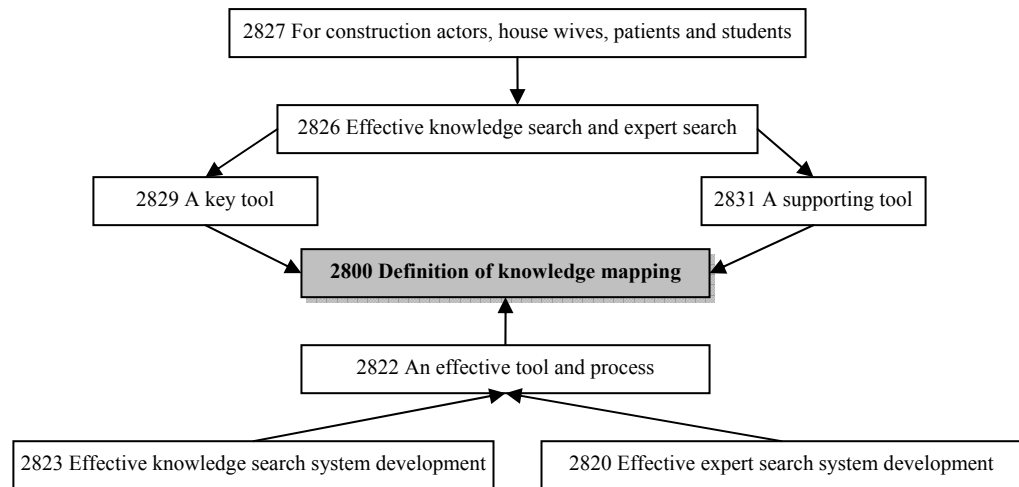 2827 For construction actors, house wives, patients and students
2826 Effective knowledge search and expert search
2829 A key tool
2831 A supporting tool
2800 Definition of knowledge mapping
2822 An effective tool and process
2823 Effective knowledge search system development
2820 Effective expert search system development